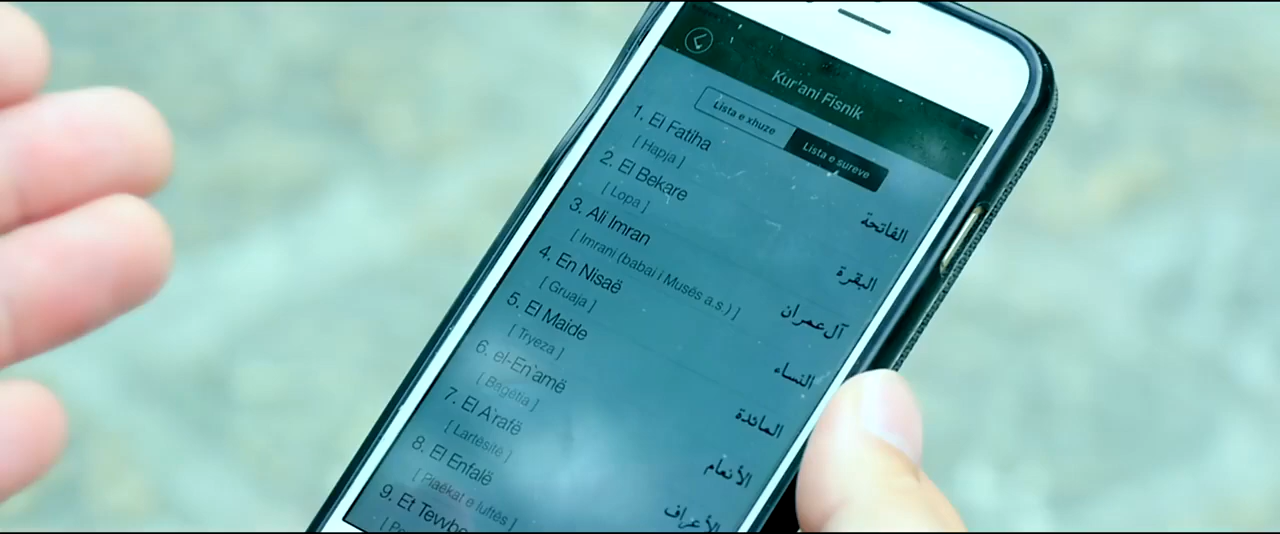 Kur'ani Fisnik
Lista e xhuze Lista e sureve
1. El Fatiha
[ Hapja ]
الفاتحة
2. El Bekare
[ Lopa ]
البقرة
3. Ali Imran
[ Imrani (babai i Musës a.s.) ]
آل عمران
4. En Nisaë
[ Gruaja ]
النساء
5. El Maide
[ Tryeza ]
المائدة
6. el-En`amë
[ Bagëtia ]
الأنعام
7. El A`rafë
[ Lartësitë ]
الأعراف
8. El Enfalë
[ Plaëkat e luftës ]
9. Et Tewbe